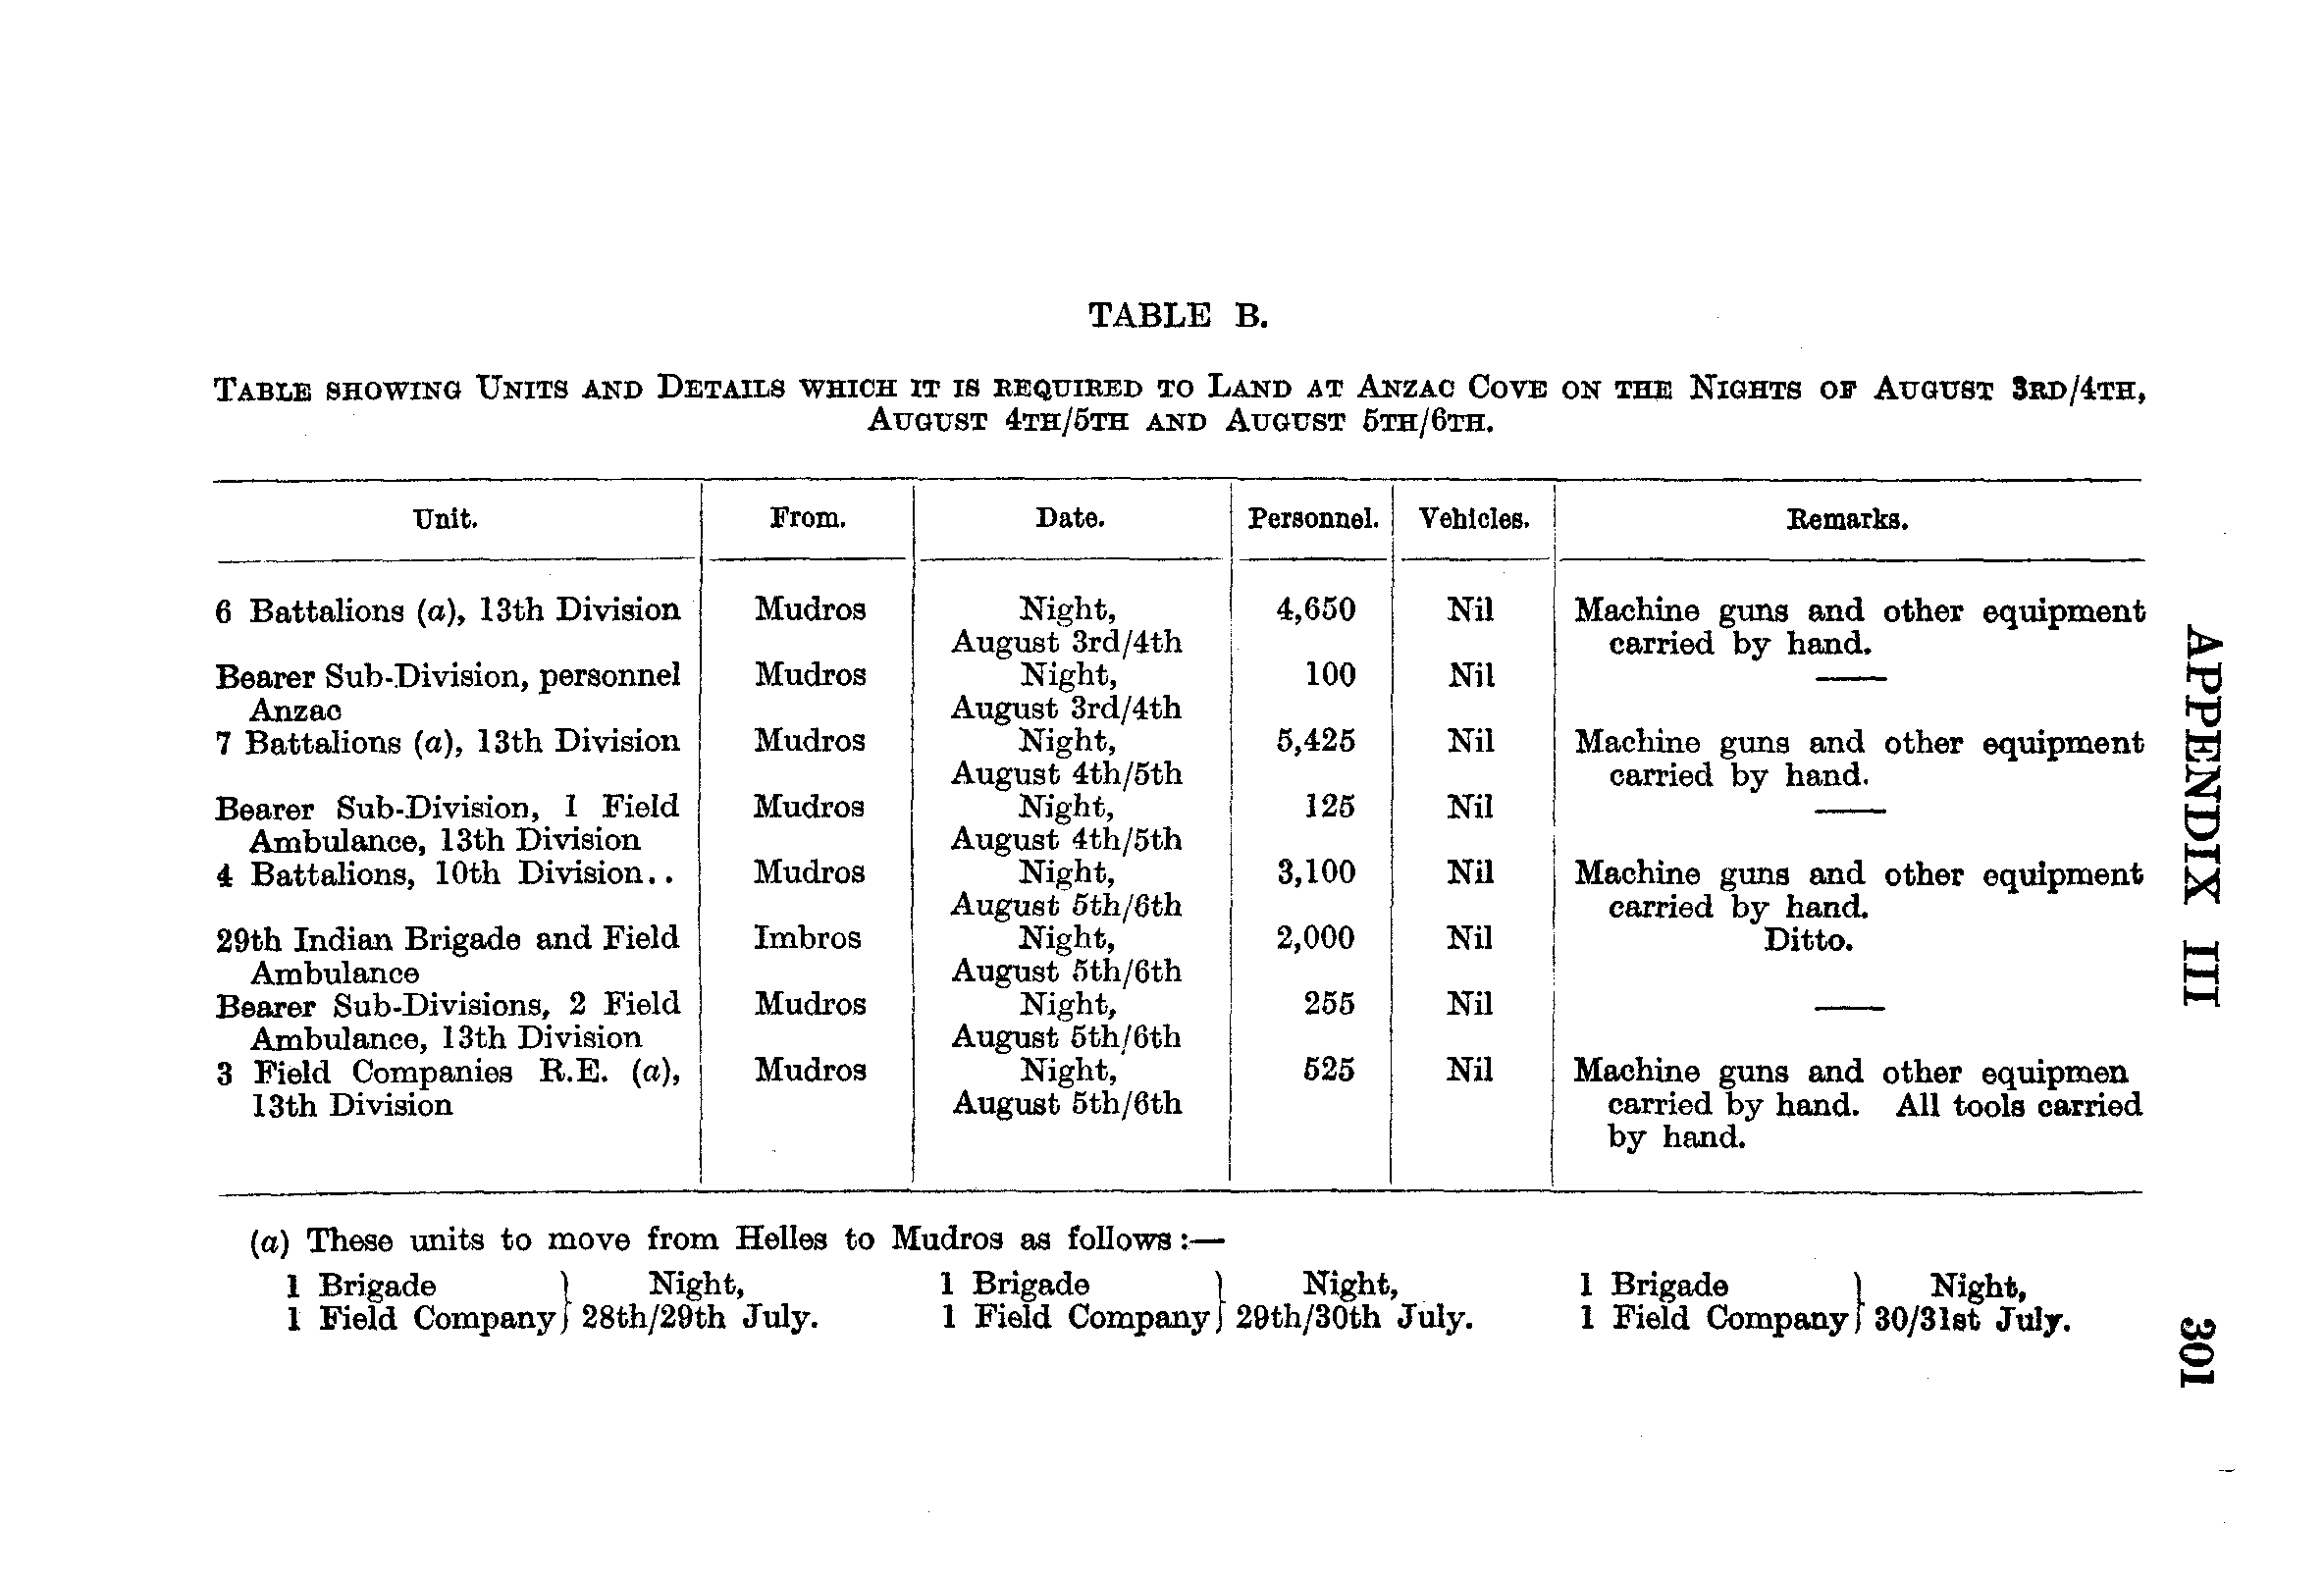 TABLE B.
TABLE SHOWING UNITS AND DETAILS WHICH IT IS REQUIRED TO LAND AT ANZAC COVE ON THE NIGHTS OF AUGUST 3RD/4TH,
AUGUST 4TH/5TH AND AUGUST 5TH/6TH.
Unit. From. Date. Personnel. Vehicles. Remarks.
6 Battalions (a), 13th Division Mudros Night, 4,650 Nil Machine guns and other equipment
August 3rd/4th carried by hand.
Bearer Sub-Division, personnel Mudros Night, 100 Nil ——
Anzac August 3rd/4th
7 Battalions (a), 13th Division Mudros Night, 5,425 Nil Machine guns and other equipment
August 4th/5th carried by hand.
Bearer Sub-Division, 1 Field Mudros Night, 125 Nil ——
Ambulance, 13th Division August 4th/5th
4 Battalions, 10th Division.. Mudros Night, 3,100 Nil Machine guns and other equipment
August 5th/6th carried by hand.
29th Indian Brigade and Field Imbros Night, 2,000 Nil Ditto.
Ambulance August 5th/6th
Bearer Sub-Divisions, 2 Field Mudros Night, 255 Nil ——
Ambulance, 13th Division August 5th/6th
3 Field Companies R.E. (a), Mudros Night, 525 Nil Machine guns and other equipmen
13th Division August 5th/6th carried by hand. All tools carried
by hand.
(a) These units to move from Helles to Mudros as follows:—
1 Brigade } Night, 1 Brigade } Night, 1 Brigade } Night,
1 Field Company } 28th/29th July. 1 Field Company } 29th/30th July. 1 Field Company } 30/31st July.
APPENDIX III
301